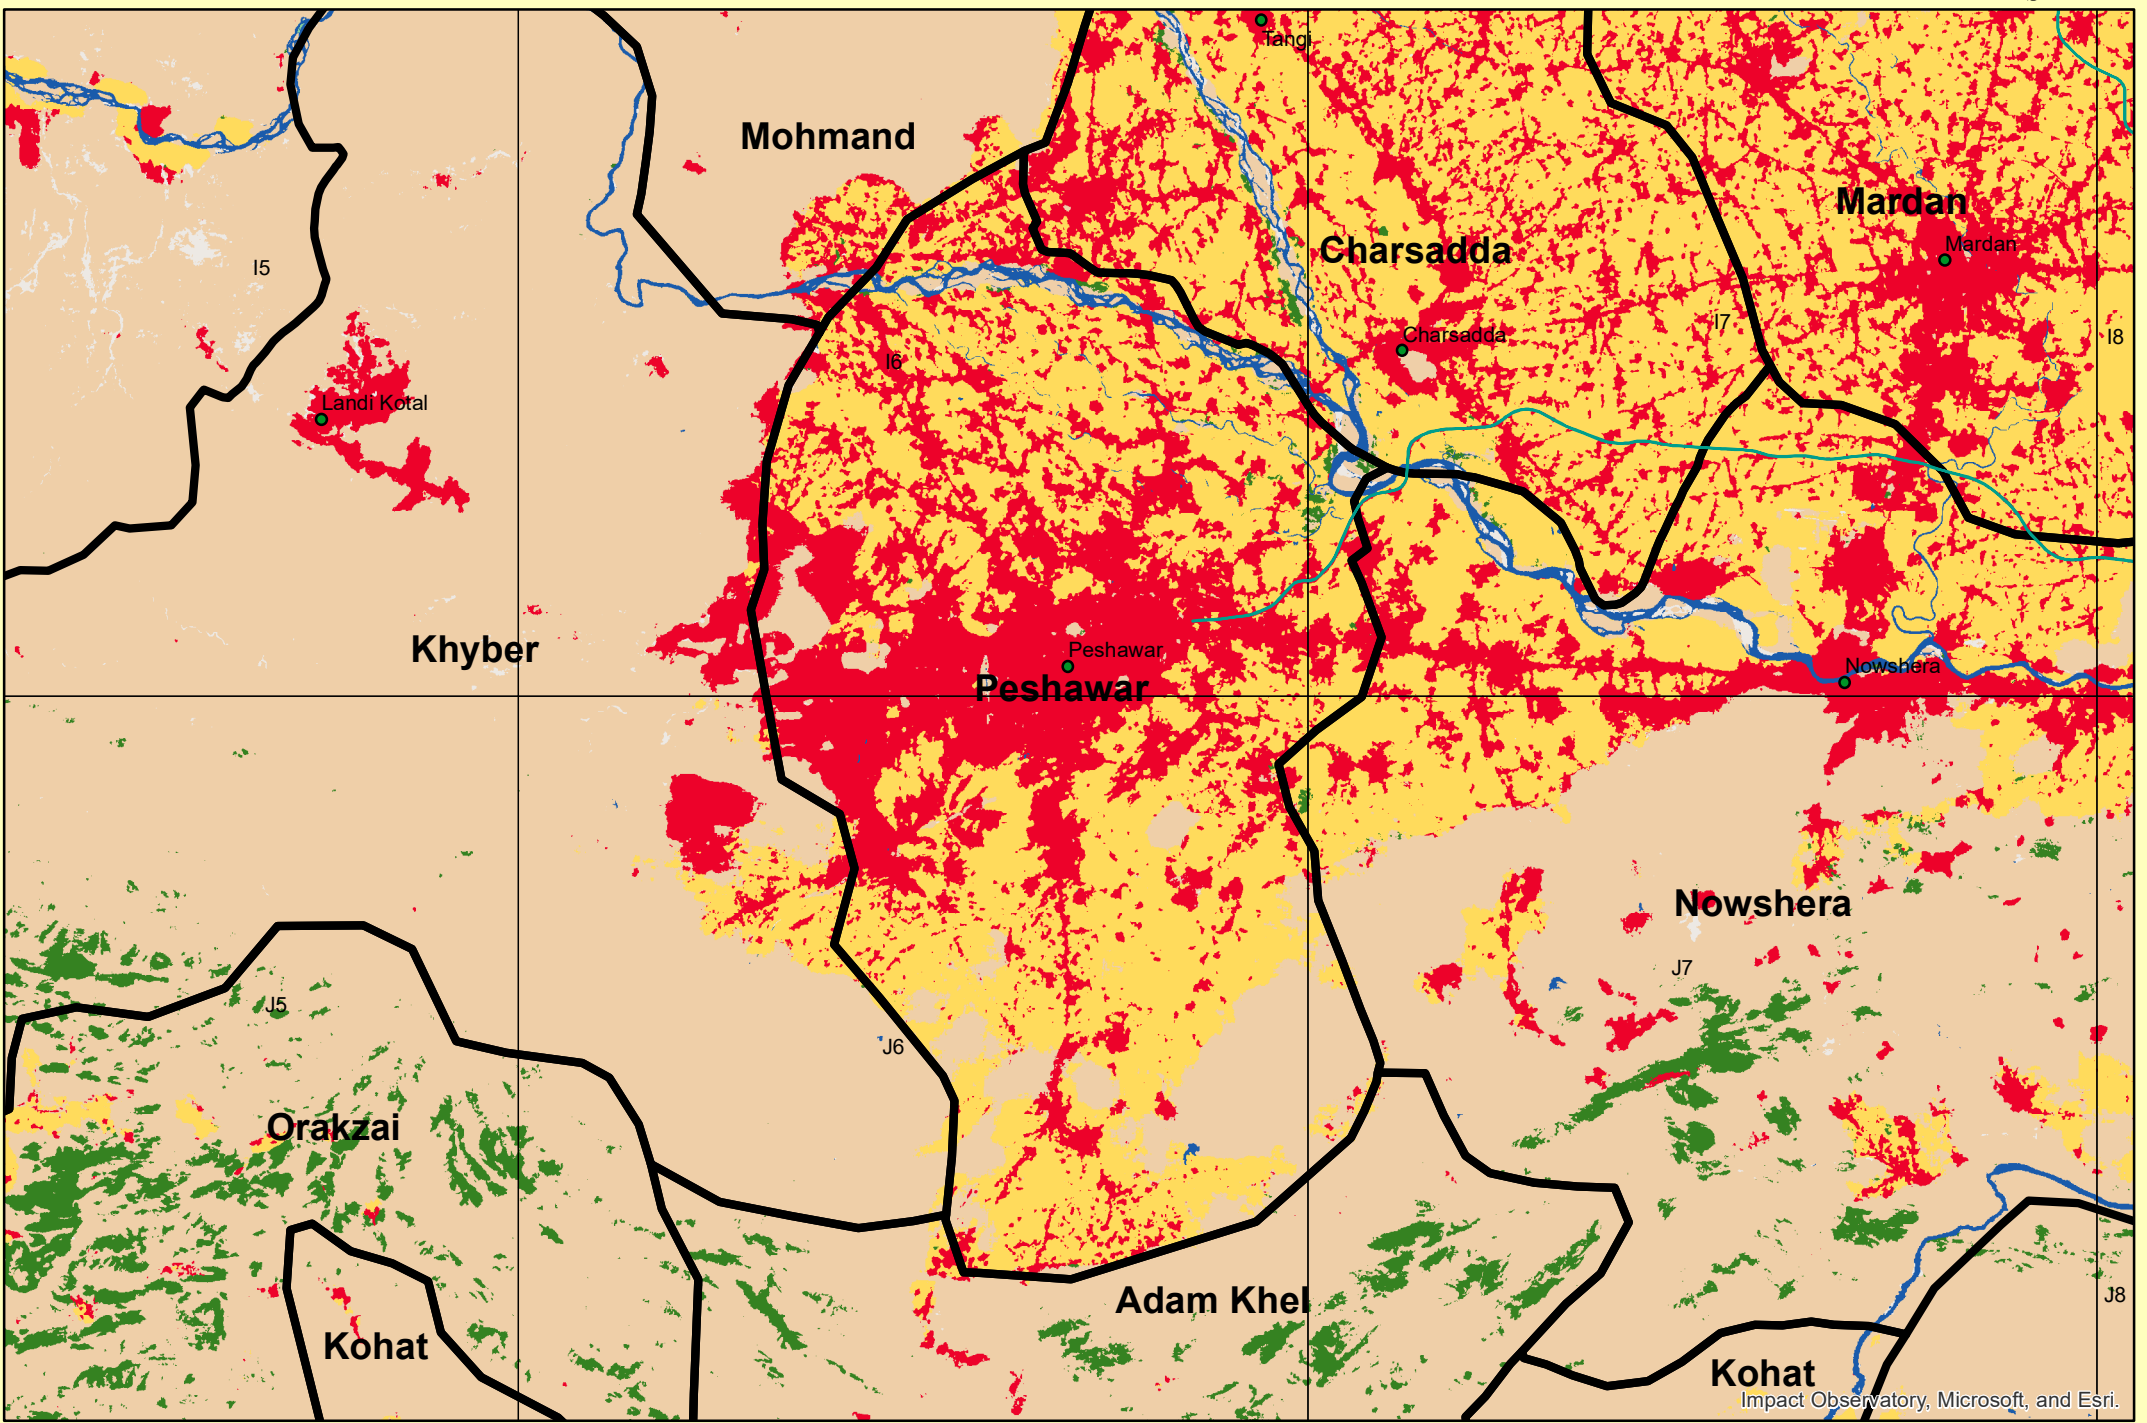 Tangi
Mohmand
Mardan
Mardan
Charsadda
I5
I7
Charsadda
I8
I6
Landi Kotal
Khyber
Peshawar
Nowshera
Peshawar
Nowshera
J7
J5
J6
Orakzai
Adam Khel
J8
Kohat
Kohat
Impact Observatory, Microsoft, and Esri.